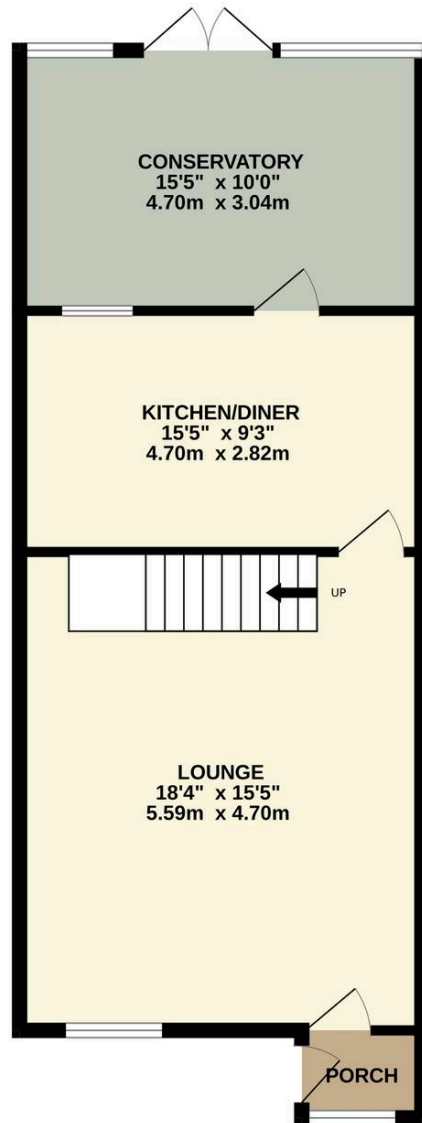 CONSERVATORY
15'5" x 10'0"
4.70m x 3.04m
KITCHEN/DINER
15'5" x 9'3"
4.70m x 2.82m
UP
LOUNGE
18'4" x 15'5"
5.59m x 4.70m
PORCH